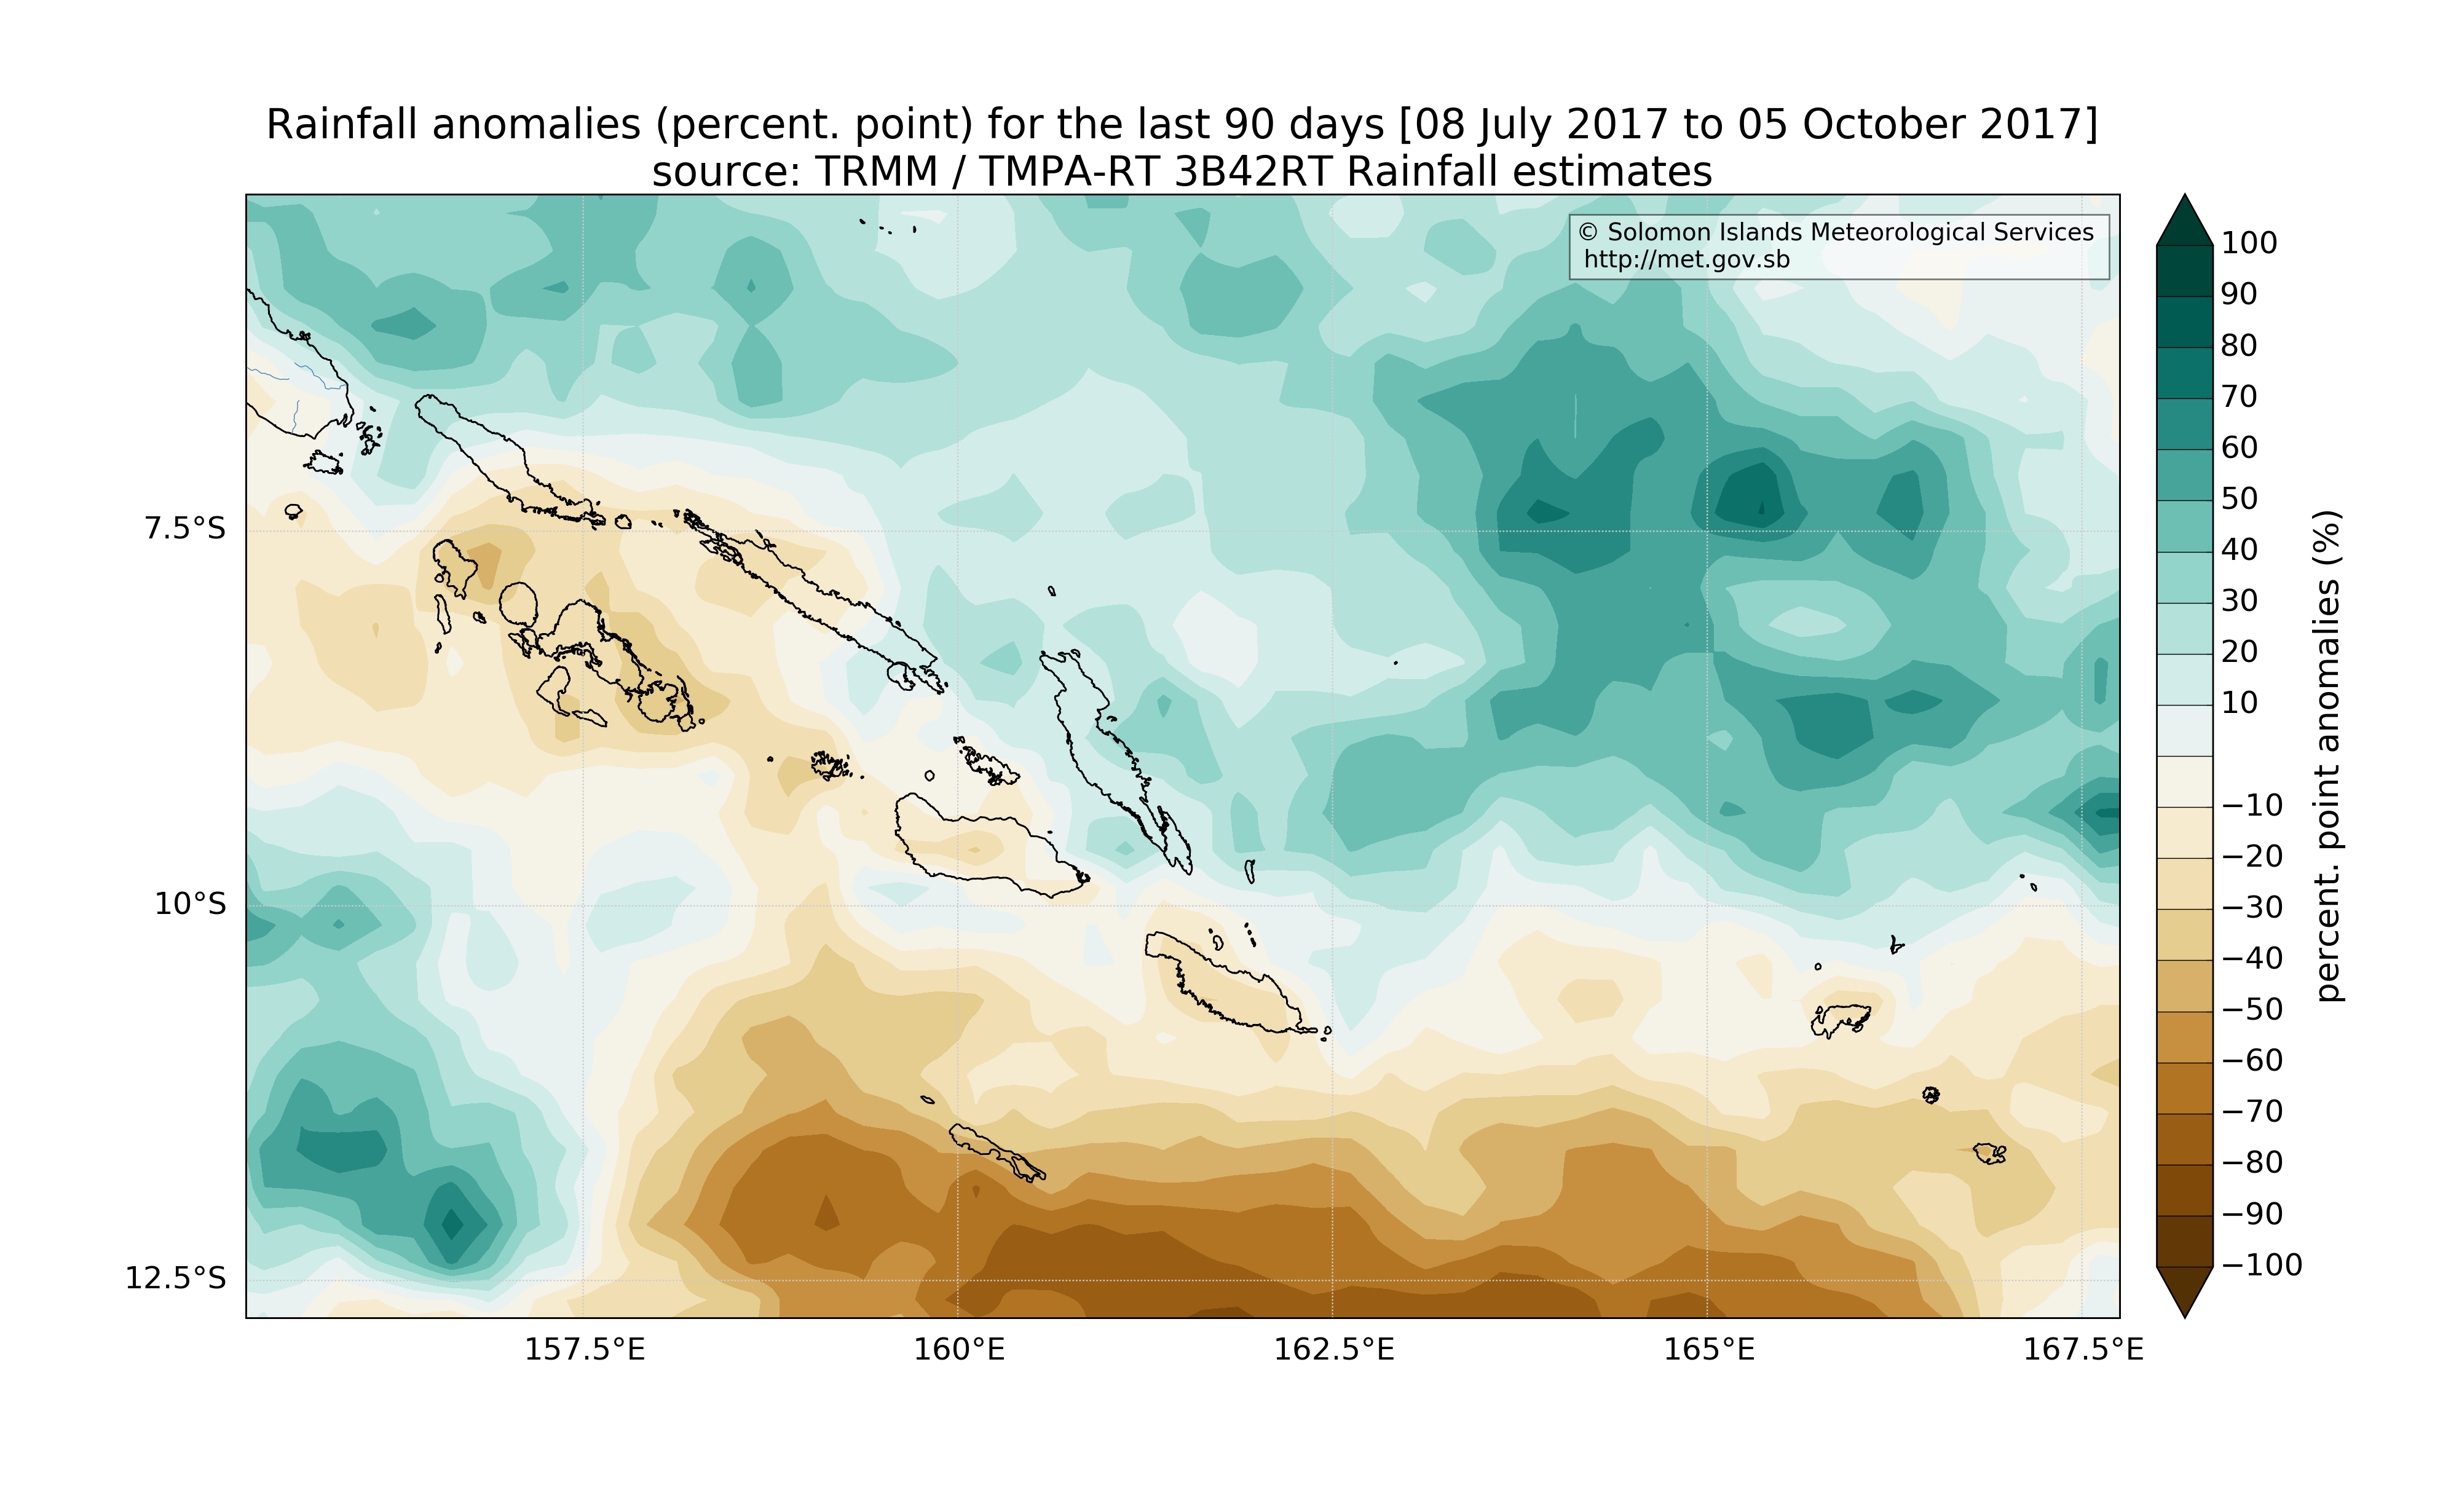 Rainfall anomalies (percent. point) for the last 90 days [08 July 2017 to 05 October 2017]
source: TRMM / TMPA-RT 3B42RT Rainfall estimates
© Solomon Islands Meteorological Services
http://met.gov.sb
7.5°S
10°S
12.5°S
157.5°E
160°E
162.5°E
165°E
167.5°E
100
90
80
70
60
50
40
30
20
10
−10
−20
−30
−40
−50
−60
−70
−80
−90
−100
percent. point anomalies (%)